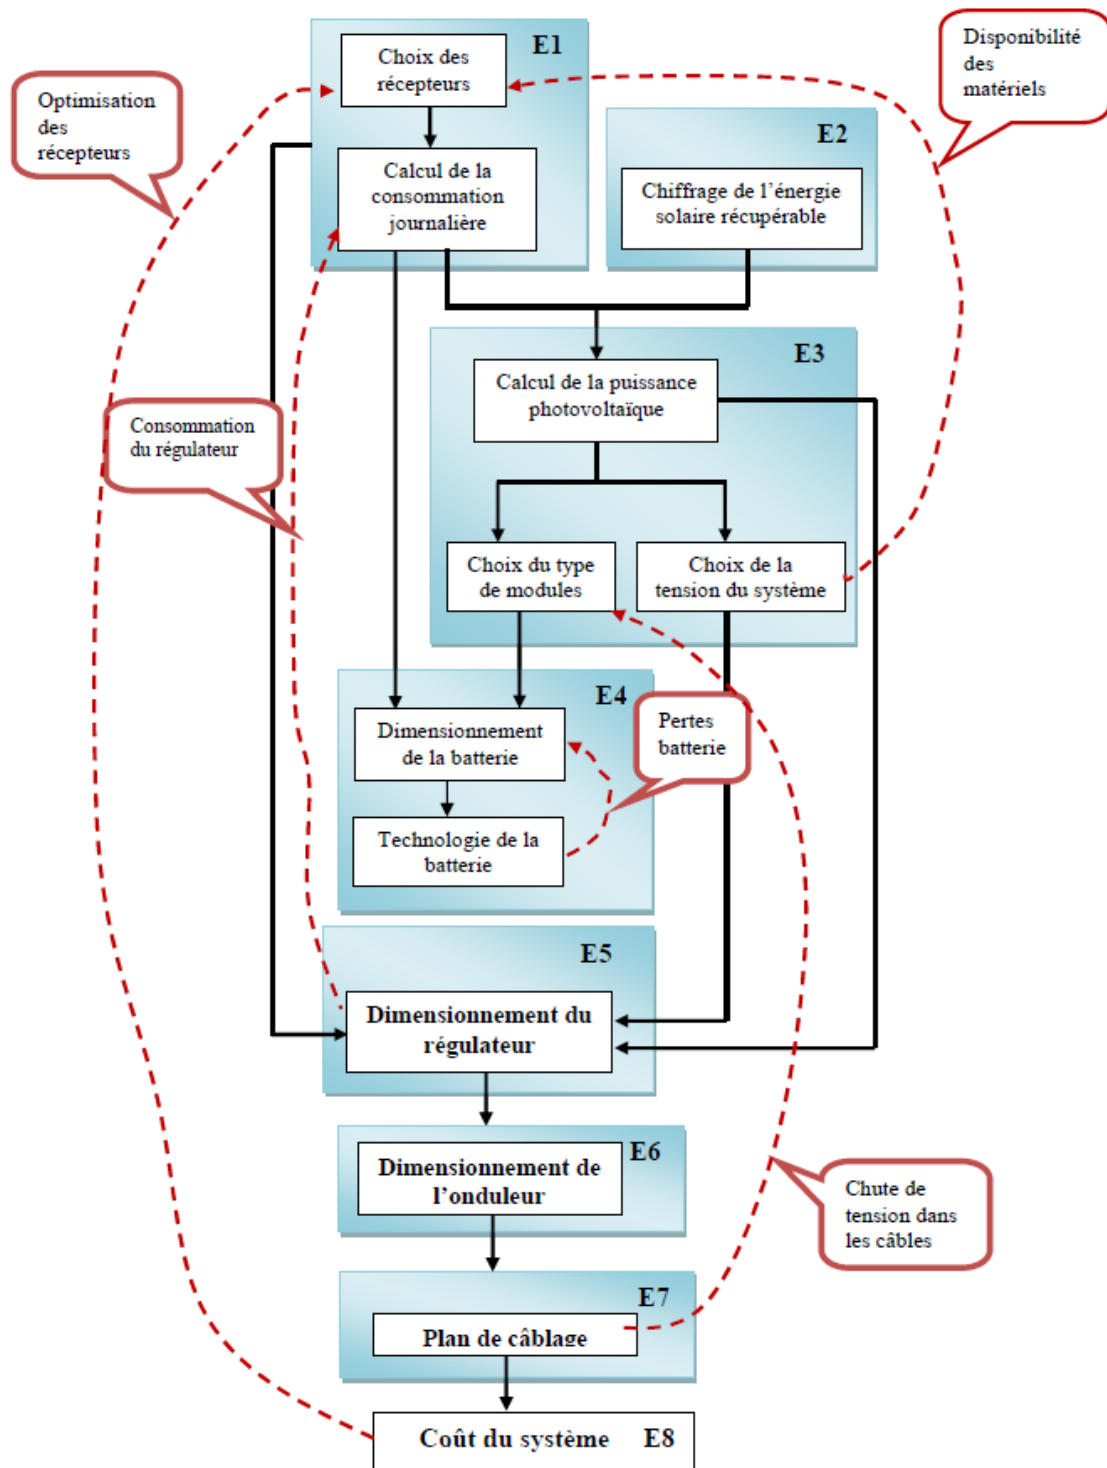 E1
Choix des
récepteurs
Disponibilité
des
matériels
Optimisation
des
récepteurs
E2
Calcul de la
consommation
journalière
Chiffrage de l'énergie
solaire récupérable
E3
Calcul de la puissance
photovoltaïque
Consommation
du régulateur
Choix du type
de modules
Choix de la
tension du système
E4
Dimensionnement
de la batterie
Pertes
batterie
Technologie de la
batterie
E5
Dimensionnement du
régulateur
E6
Dimensionnement de
l'onduleur
Chute de
tension dans
les câbles
E7
Plan de câblage
Coût du système E8